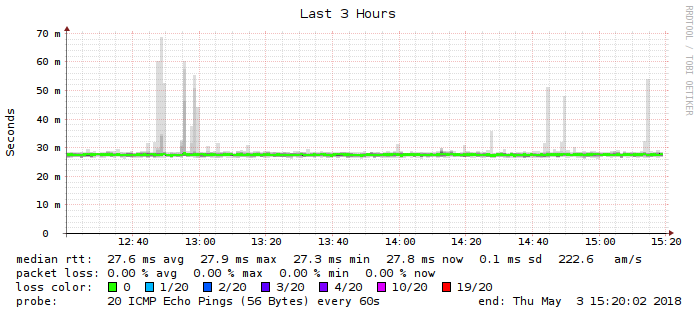 Last 3 Hours
RRDTOOL / TOBI OETIKER
Seconds
70 m
60 m
50 m
40 m
30 m
20 m
10 m
0
12:40 13:00 13:20 13:40 14:00 14:20 14:40 15:00 15:20
median rtt: 27.6 ms avg 27.9 ms max 27.3 ms min 27.8 ms now 0.1 ms sd 222.6 am/s
packet loss: 0.00 % avg 0.00 % max 0.00 % min 0.00 % now
loss color: 0 1/20 2/20 3/20 4/20 10/20 19/20
probe: 20 ICMP Echo Pings (56 Bytes) every 60s end: Thu May 3 15:20:02 2018